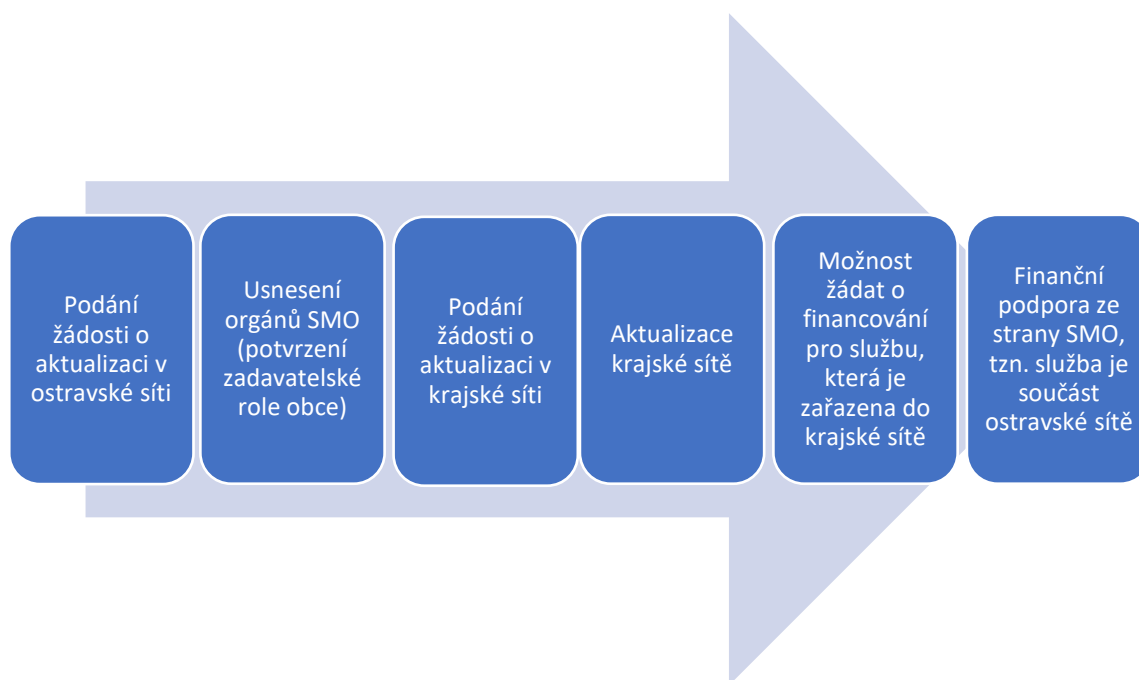 Podání
žádosti o
aktualizaci v
ostravské síti
Usnesení
orgánů SMO
(potvrzení
zadavatelské
role obce)
Podání
žádosti o
aktualizaci v
krajské síti
Aktualizace
krajské sítě
Možnost
žádat o
financování
pro službu,
která je
zařazena do
krajské sítě
Finanční
podpora ze
strany SMO,
tzn. služba je
součást
ostravské sítě